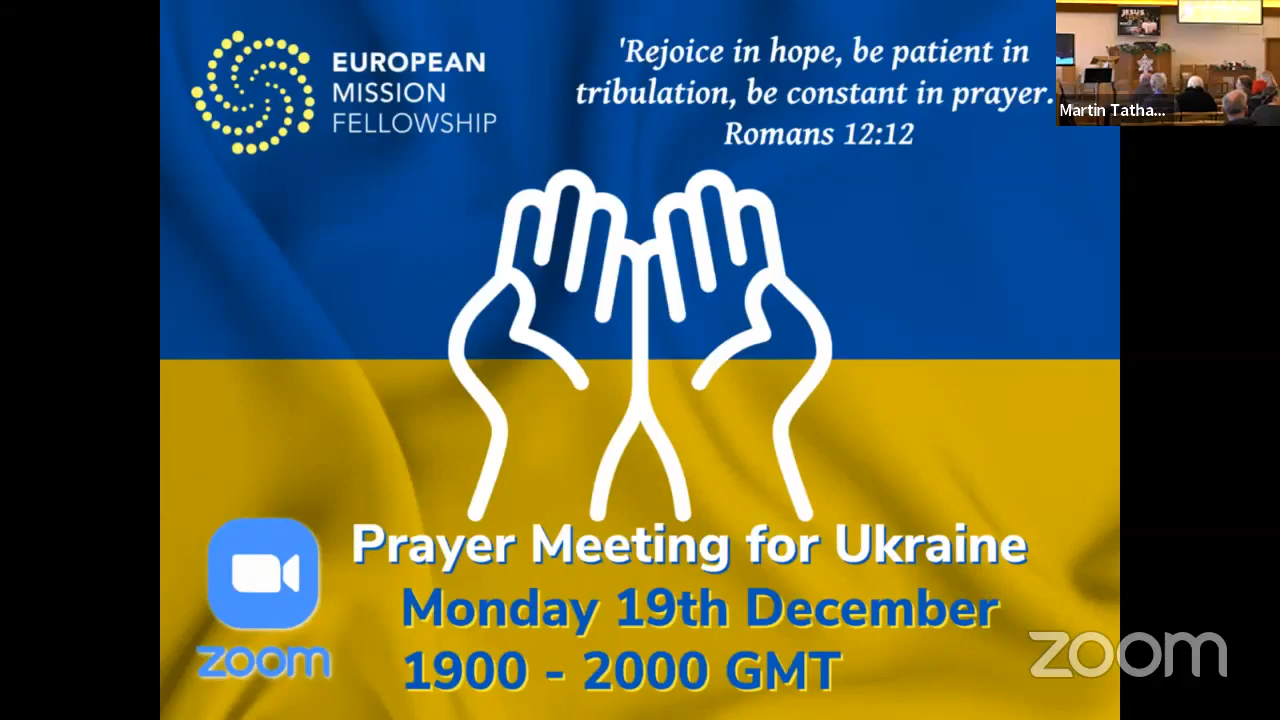 EUROPEAN
MISSION
FELLOWSHIP
'Rejoice in hope, be patient in
tribulation, be constant in prayer.
Romans 12:12
JESUS
Martin Tatha...
Prayer Meeting for Ukraine
Monday 19th December
1900 - 2000 GMT
zoom
zoom